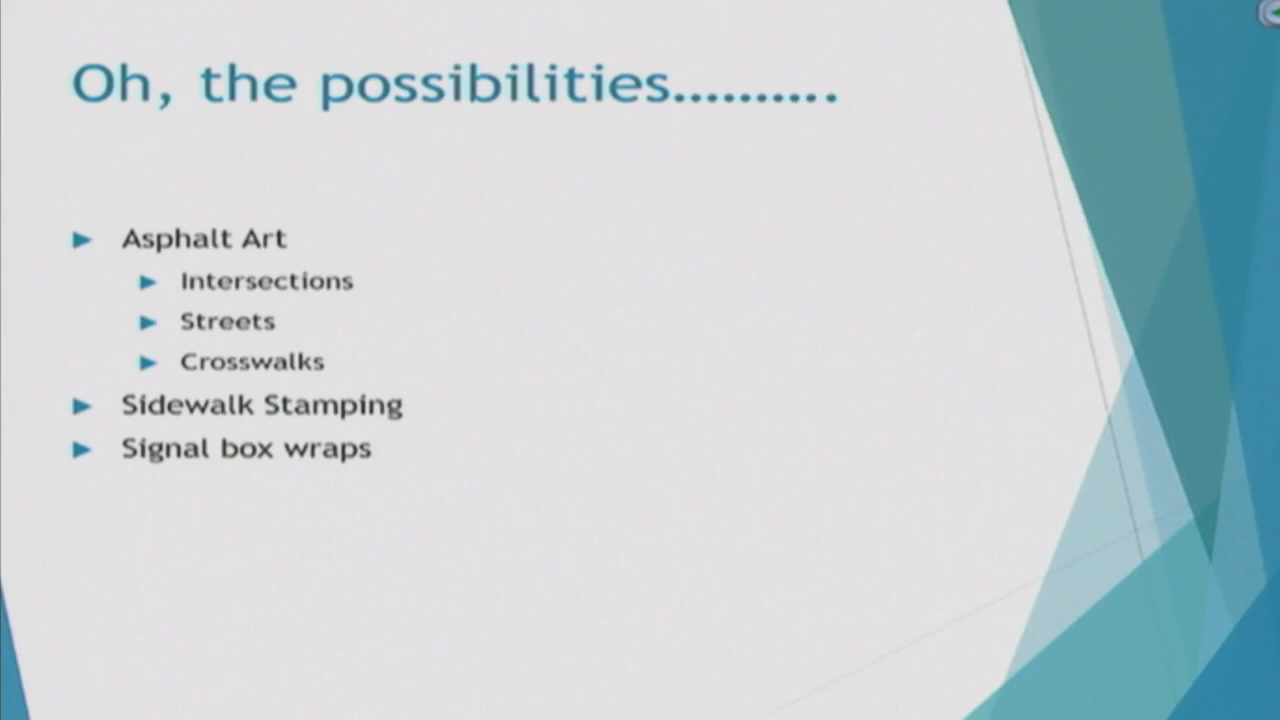 Oh, the possibilities..........
Asphalt Art
Intersections
Streets
Crosswalks
Sidewalk Stamping
Signal box wraps